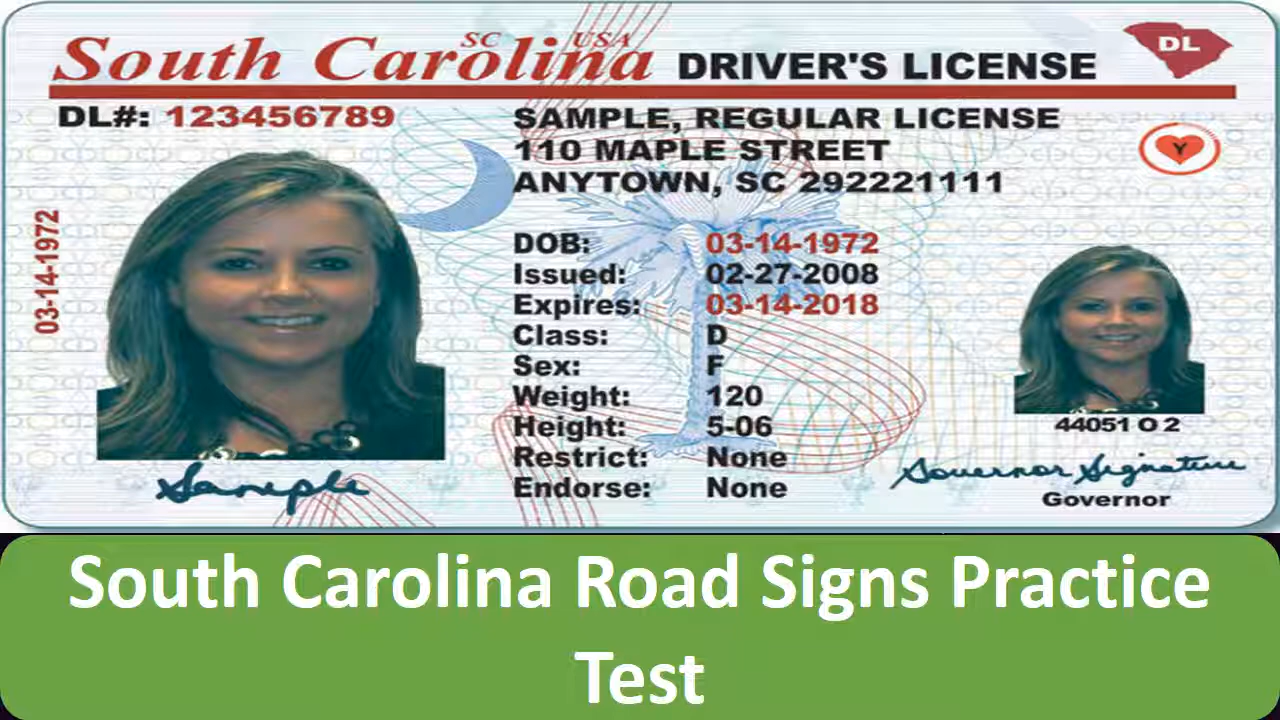 SC USA
South Carolina DRIVER'S LICENSE
DL
DL#: 123456789
SAMPLE, REGULAR LICENSE
110 MAPLE STREET
ANYTOWN, SC 292221111
Y
03-14-1972
DOB: 03-14-1972
Issued: 02-27-2008
Expires: 03-14-2018
Class: D
Sex: F
Weight: 120
Height: 5-06
Restrict: None
Endorse: None
44051 O 2
Sample
Governor Signature
Governor
South Carolina Road Signs Practice
Test